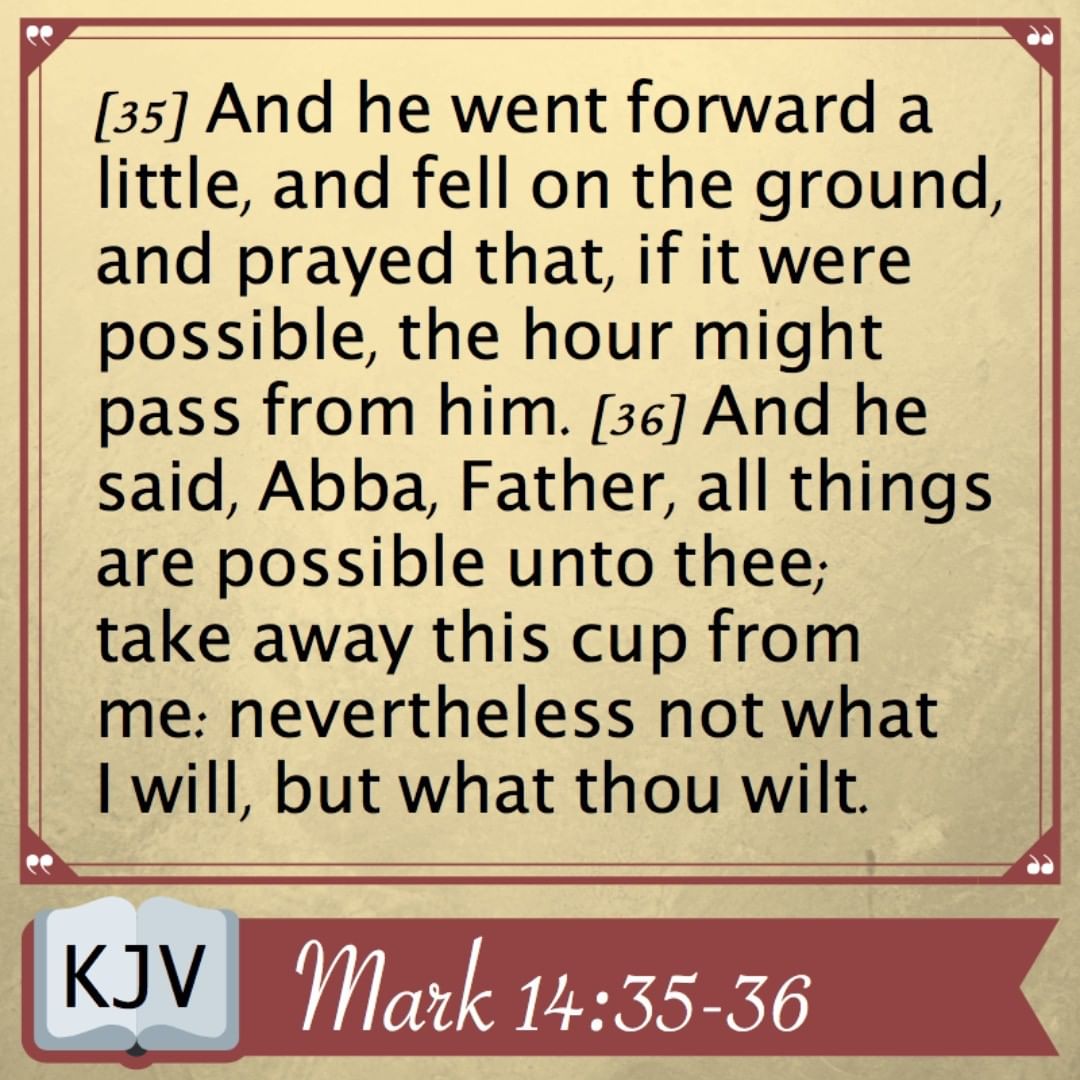 [35] And he went forward a
little, and fell on the ground,
and prayed that, if it were
possible, the hour might
pass from him. [36] And he
said, Abba, Father, all things
are possible unto thee;
take away this cup from
me: nevertheless not what
I will, but what thou wilt.
KJV
Mark 14:35-36